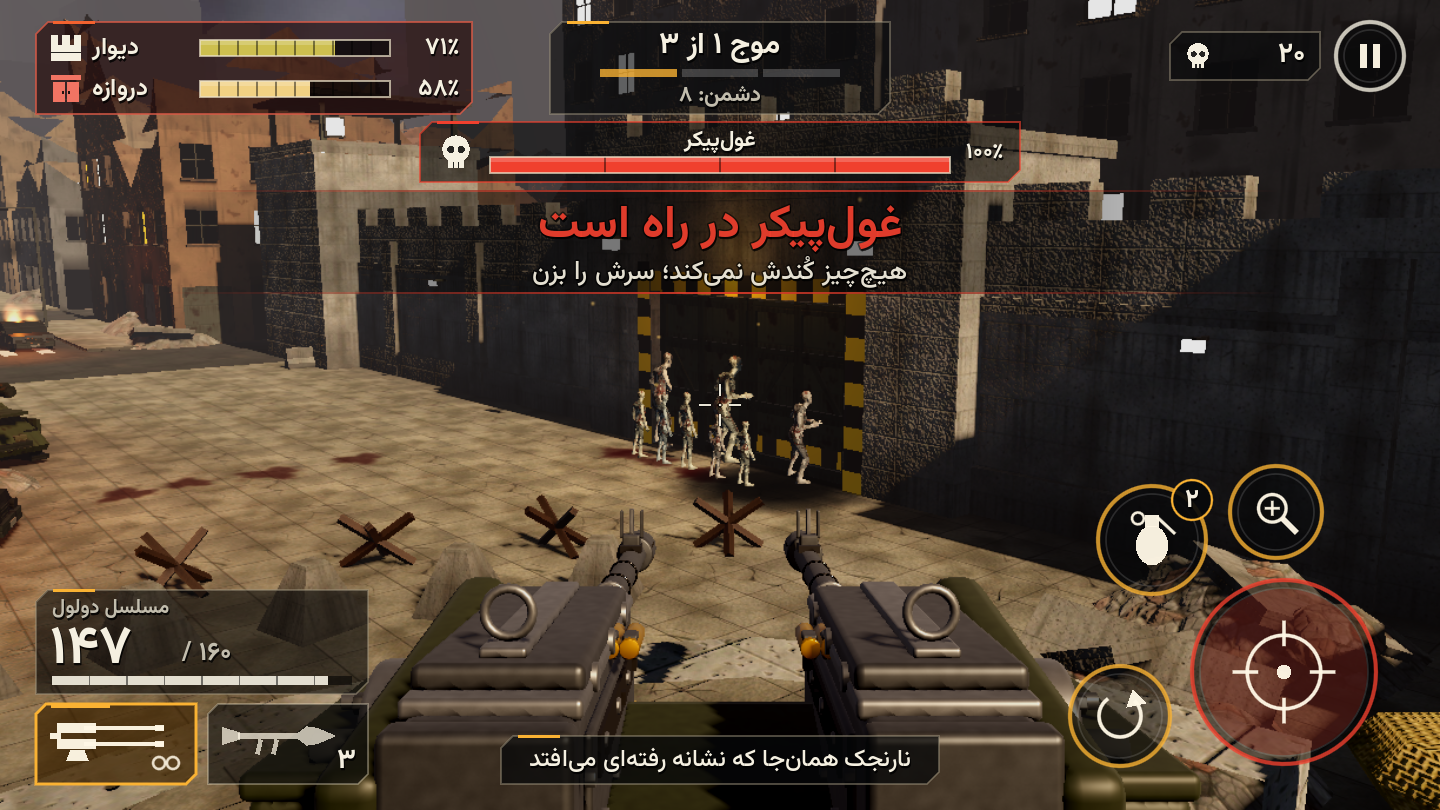 دیوار ۷۱٪
دروازه ۵۸٪
موج ۱ از ۳
دشمن: ۸
۲۰
غول‌پیکر
۱۰۰٪
غول‌پیکر در راه است
هیچ‌چیز کُندش نمی‌کند؛ سرش را بزن
۲
مسلسل دولول
۱۴۷ / ۱۶۰
∞
۳
نارنجک همان‌جا که نشانه رفته‌ای می‌افتد